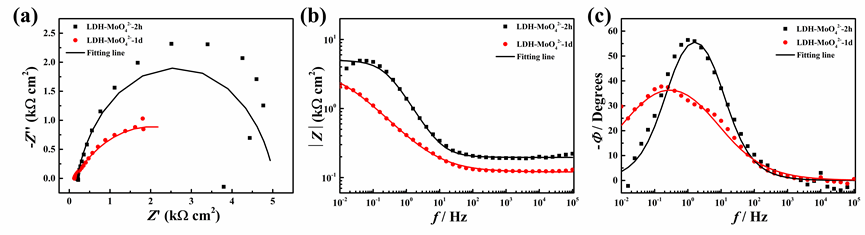 (a)
LDH-MoO₄²⁻-2h
LDH-MoO₄²⁻-1d
Fitting line
-Z'' (kΩ cm²)
2.5
2.0
1.5
1.0
0.5
0.0
0 1 2 3 4 5
Z' (kΩ cm²)
(b)
LDH-MoO₄²⁻-2h
LDH-MoO₄²⁻-1d
Fitting line
|Z| (kΩ cm²)
10¹
10⁰
10⁻¹
10⁻² 10⁻¹ 10⁰ 10¹ 10² 10³ 10⁴ 10⁵
f / Hz
(c)
LDH-MoO₄²⁻-2h
LDH-MoO₄²⁻-1d
Fitting line
-Φ / Degrees
60
50
40
30
20
10
0
10⁻² 10⁻¹ 10⁰ 10¹ 10² 10³ 10⁴ 10⁵
f / Hz